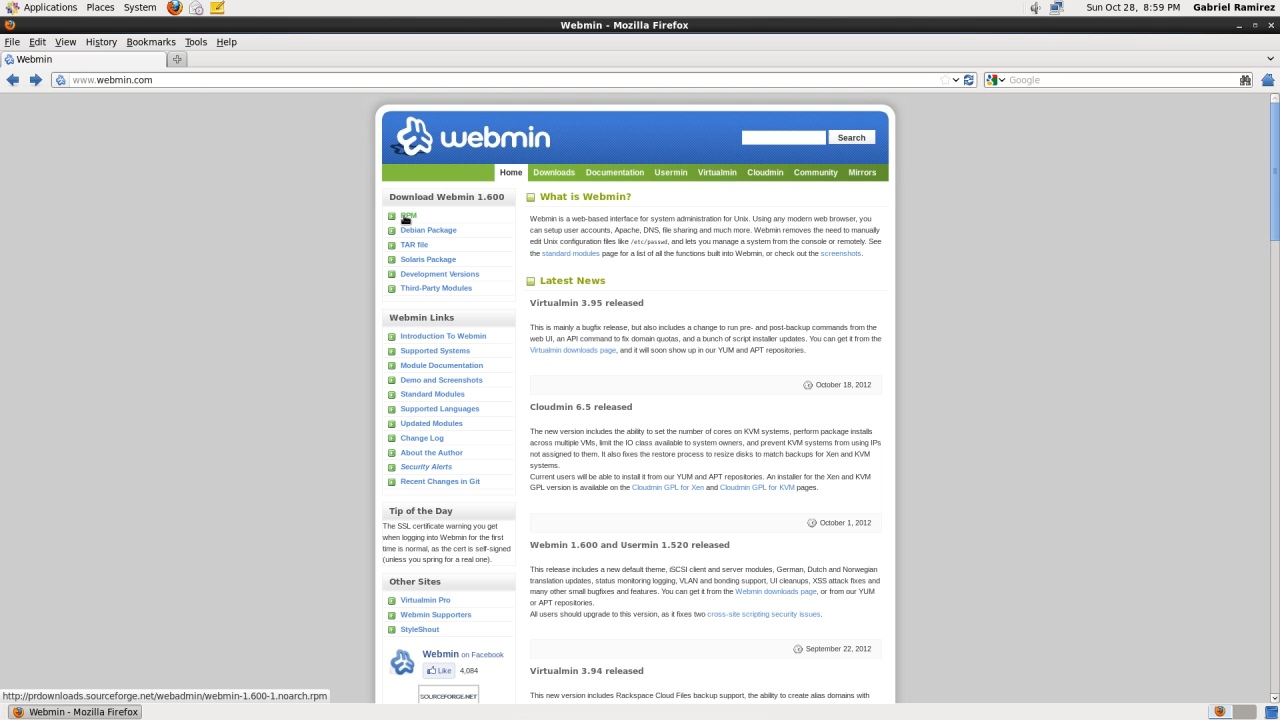 Applications Places System
Sun Oct 28, 8:59 PM Gabriel Ramirez
Webmin - Mozilla Firefox
File Edit View History Bookmarks Tools Help
Webmin
www.webmin.com
Google
webmin
Search
Home Downloads Documentation Usermin Virtualmin Cloudmin Community Mirrors
Download Webmin 1.600
RPM
Debian Package
TAR file
Solaris Package
Development Versions
Third-Party Modules
Webmin Links
Introduction To Webmin
Supported Systems
Module Documentation
Demo and Screenshots
Standard Modules
Supported Languages
Updated Modules
Change Log
About the Author
Security Alerts
Recent Changes in Git
Tip of the Day
The SSL certificate warning you get
when logging into Webmin for the first
time is normal, as the cert is self-signed
(unless you spring for a real one).
Other Sites
Virtualmin Pro
Webmin Supporters
StyleShout
Webmin on Facebook
Like 4,084
SOURCEFORGE.NET
What is Webmin?
Webmin is a web-based interface for system administration for Unix. Using any modern web browser, you
can setup user accounts, Apache, DNS, file sharing and much more. Webmin removes the need to manually
edit Unix configuration files like /etc/passwd, and lets you manage a system from the console or remotely. See
the standard modules page for a list of all the functions built into Webmin, or check out the screenshots.
Latest News
Virtualmin 3.95 released
This is mainly a bugfix release, but also includes a change to run pre- and post-backup commands from the
web UI, an API command to fix domain quotas, and a bunch of script installer updates. You can get it from the
Virtualmin downloads page, and it will soon show up in our YUM and APT repositories.
October 18, 2012
Cloudmin 6.5 released
The new version includes the ability to set the number of cores on KVM systems, perform package installs
across multiple VMs, limit the IO class available to system owners, and prevent KVM systems from using IPs
not assigned to them. It also fixes the restore process to resize disks to match backups for Xen and KVM
systems.
Current users will be able to install it from our YUM and APT repositories. An installer for the Xen and KVM
GPL version is available on the Cloudmin GPL for Xen and Cloudmin GPL for KVM pages.
October 1, 2012
Webmin 1.600 and Usermin 1.520 released
This release includes a new default theme, iSCSI client and server modules, German, Dutch and Norwegian
translation updates, status monitoring logging, VLAN and bonding support, UI cleanups, XSS attack fixes and
many other small bugfixes and features. You can get it from the Webmin downloads page, or from our YUM
or APT repositories.
All users should upgrade to this version, as it fixes two cross-site scripting security issues.
September 22, 2012
Virtualmin 3.94 released
This new version includes Rackspace Cloud Files backup support, the ability to create alias domains with
http://prdownloads.sourceforge.net/webadmin/webmin-1.600-1.noarch.rpm
Webmin - Mozilla Firefox